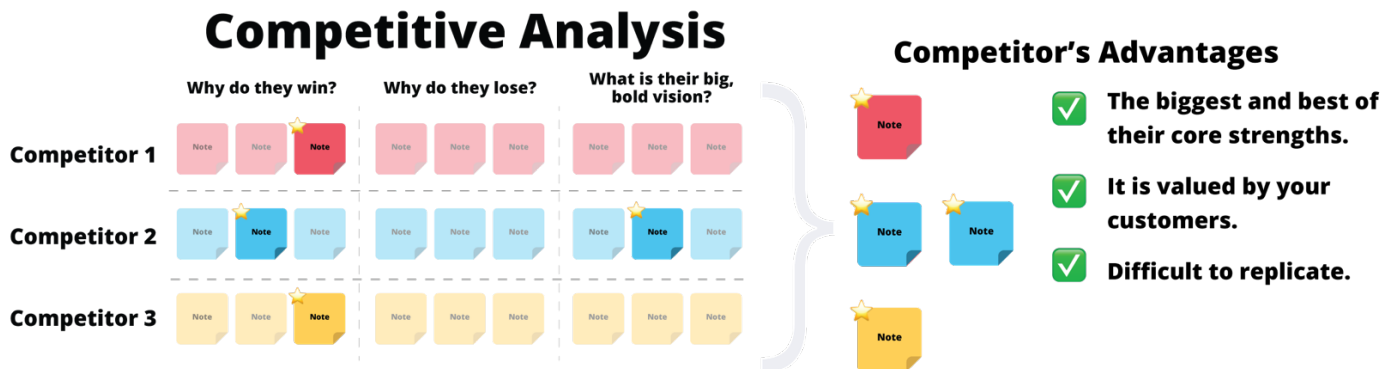 Competitive Analysis
Why do they win?
Why do they lose?
What is their big,
bold vision?
Competitor 1
Note Note Note Note Note Note Note Note Note
Competitor 2
Note Note Note Note Note Note Note Note Note
Competitor 3
Note Note Note Note Note Note Note Note Note
Competitor’s Advantages
Note
Note Note
Note
The biggest and best of
their core strengths.
It is valued by your
customers.
Difficult to replicate.